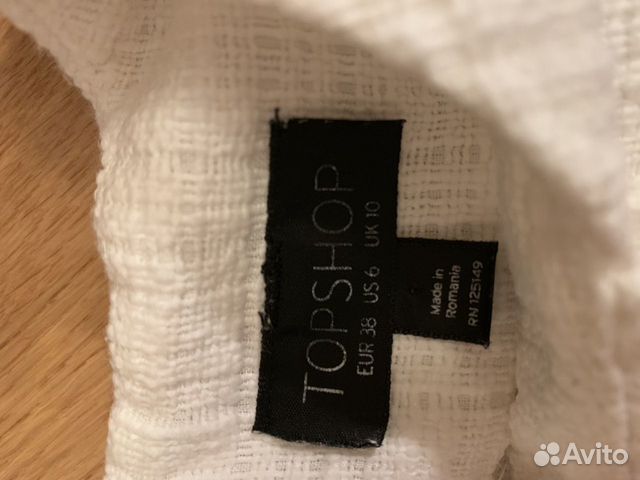 TOPSHOP
EUR 38 US 6 UK 10
Made in
Romania
RN 125149
Avito